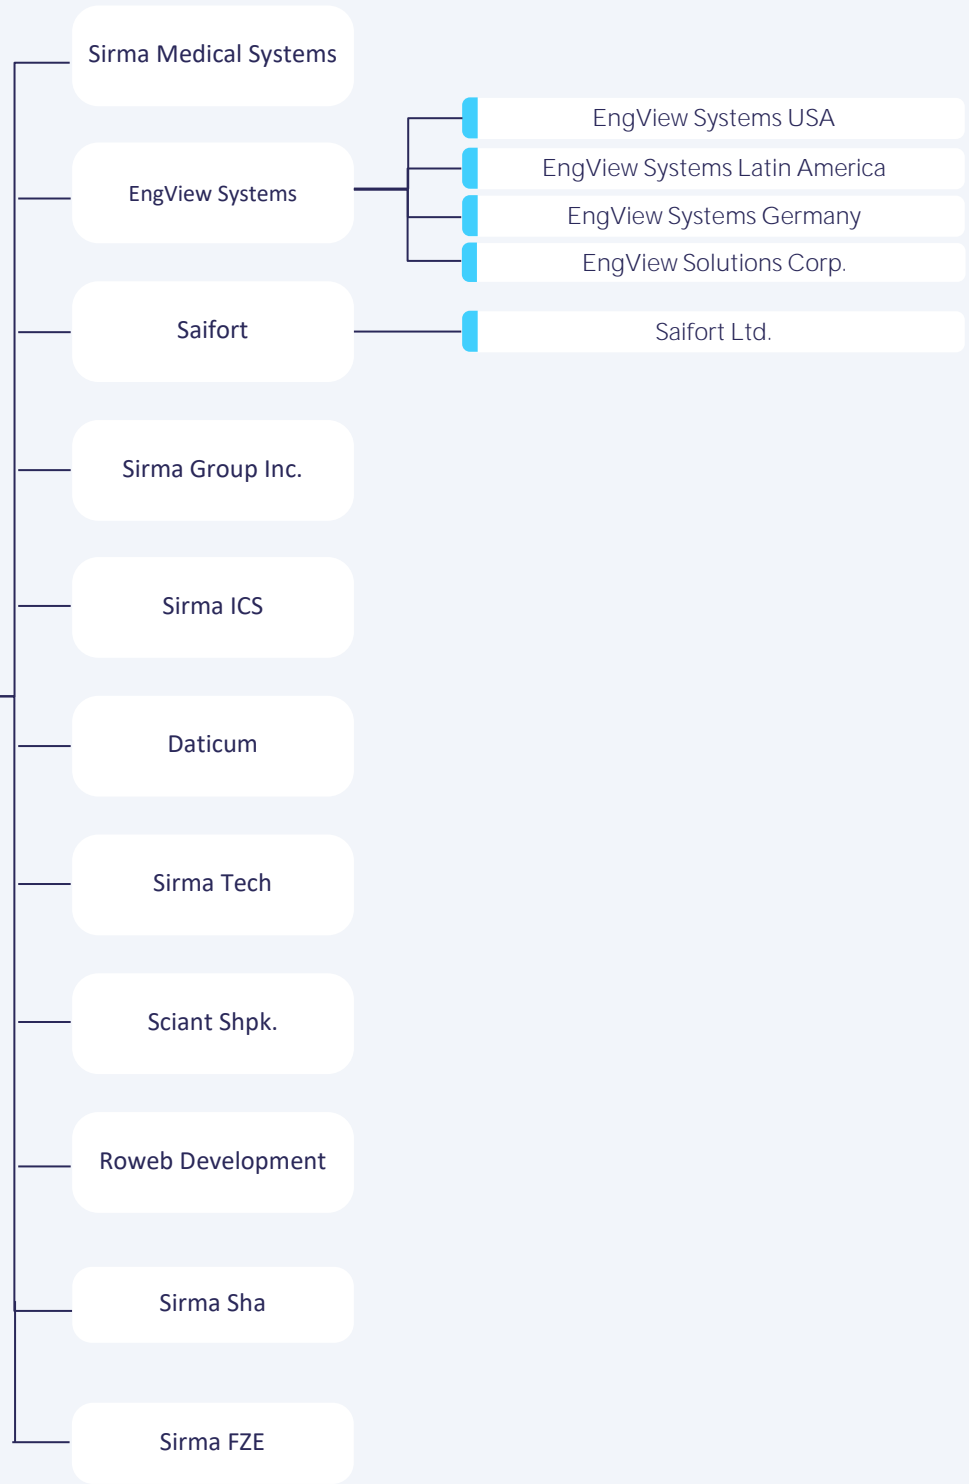 Sirma Medical Systems
EngView Systems
EngView Systems USA
EngView Systems Latin America
EngView Systems Germany
EngView Solutions Corp.
Saifort
Saifort Ltd.
Sirma Group Inc.
Sirma ICS
Daticum
Sirma Tech
Sciant Shpk.
Roweb Development
Sirma Sha
Sirma FZE